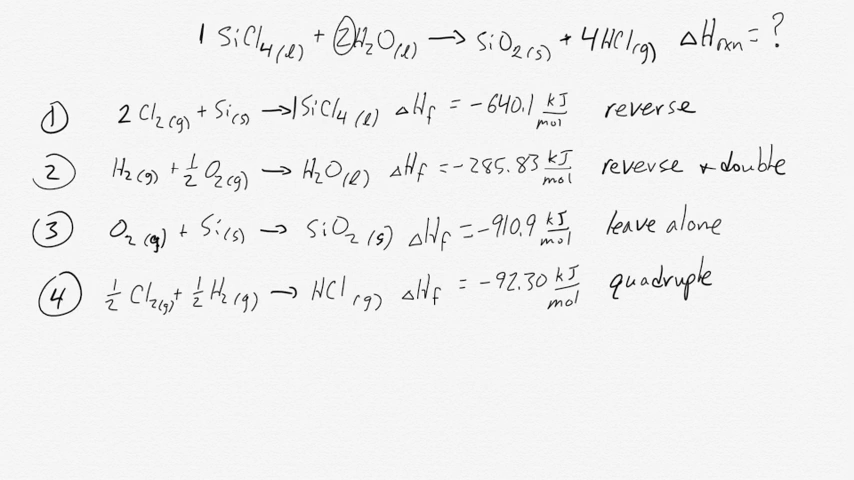 1 SiCl4(l) + 2H2O(l) → SiO2(s) + 4HCl(g) ΔHrxn = ?
① 2Cl2(g) + Si(s) → 1SiCl4(l) ΔHf = -640.1 kJ/mol reverse
② H2(g) + 1/2 O2(g) → H2O(l) ΔHf = -285.83 kJ/mol reverse + double
③ O2(g) + Si(s) → SiO2(s) ΔHf = -910.9 kJ/mol leave alone
④ 1/2 Cl2(g) + 1/2 H2(g) → HCl(g) ΔHf = -92.30 kJ/mol quadruple